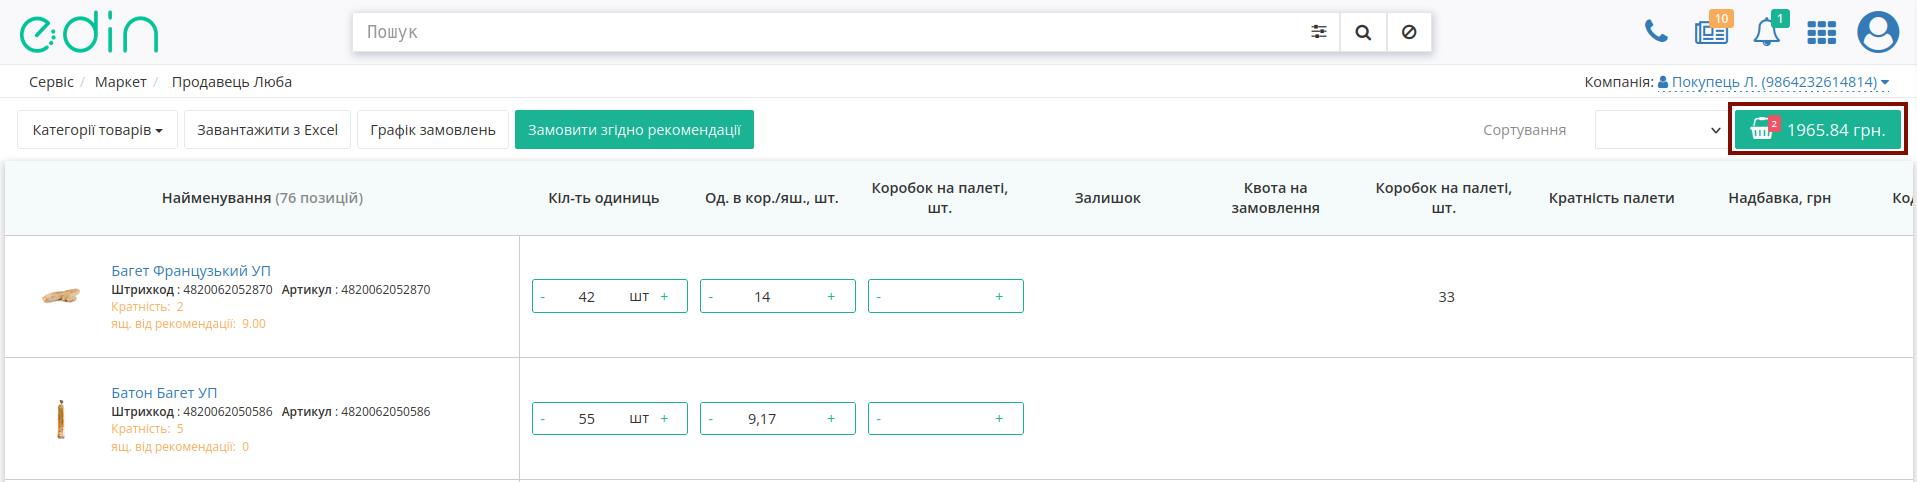 edin
Пошук
10
1
Сервіс / Маркет / Продавець Люба
Компанія: Покупець Л. (9864232614814)
Категорії товарів
Завантажити з Excel
Графік замовлень
Замовити згідно рекомендації
Сортування
2
1965.84 грн.
Найменування (76 позицій)
Кіл-ть одиниць
Од. в кор./ящ., шт.
Коробок на палеті,
шт.
Залишок
Квота на
замовлення
Коробок на палеті,
шт.
Кратність палети
Надбавка, грн
Код
Багет Французький УП
Штрихкод : 4820062052870 Артикул : 4820062052870
Кратність: 2
ящ. від рекомендації: 9.00
- 42 шт +
- 14 +
- +
33
Батон Багет УП
Штрихкод : 4820062050586 Артикул : 4820062050586
Кратність: 5
ящ. від рекомендації: 0
- 55 шт +
- 9,17 +
- +